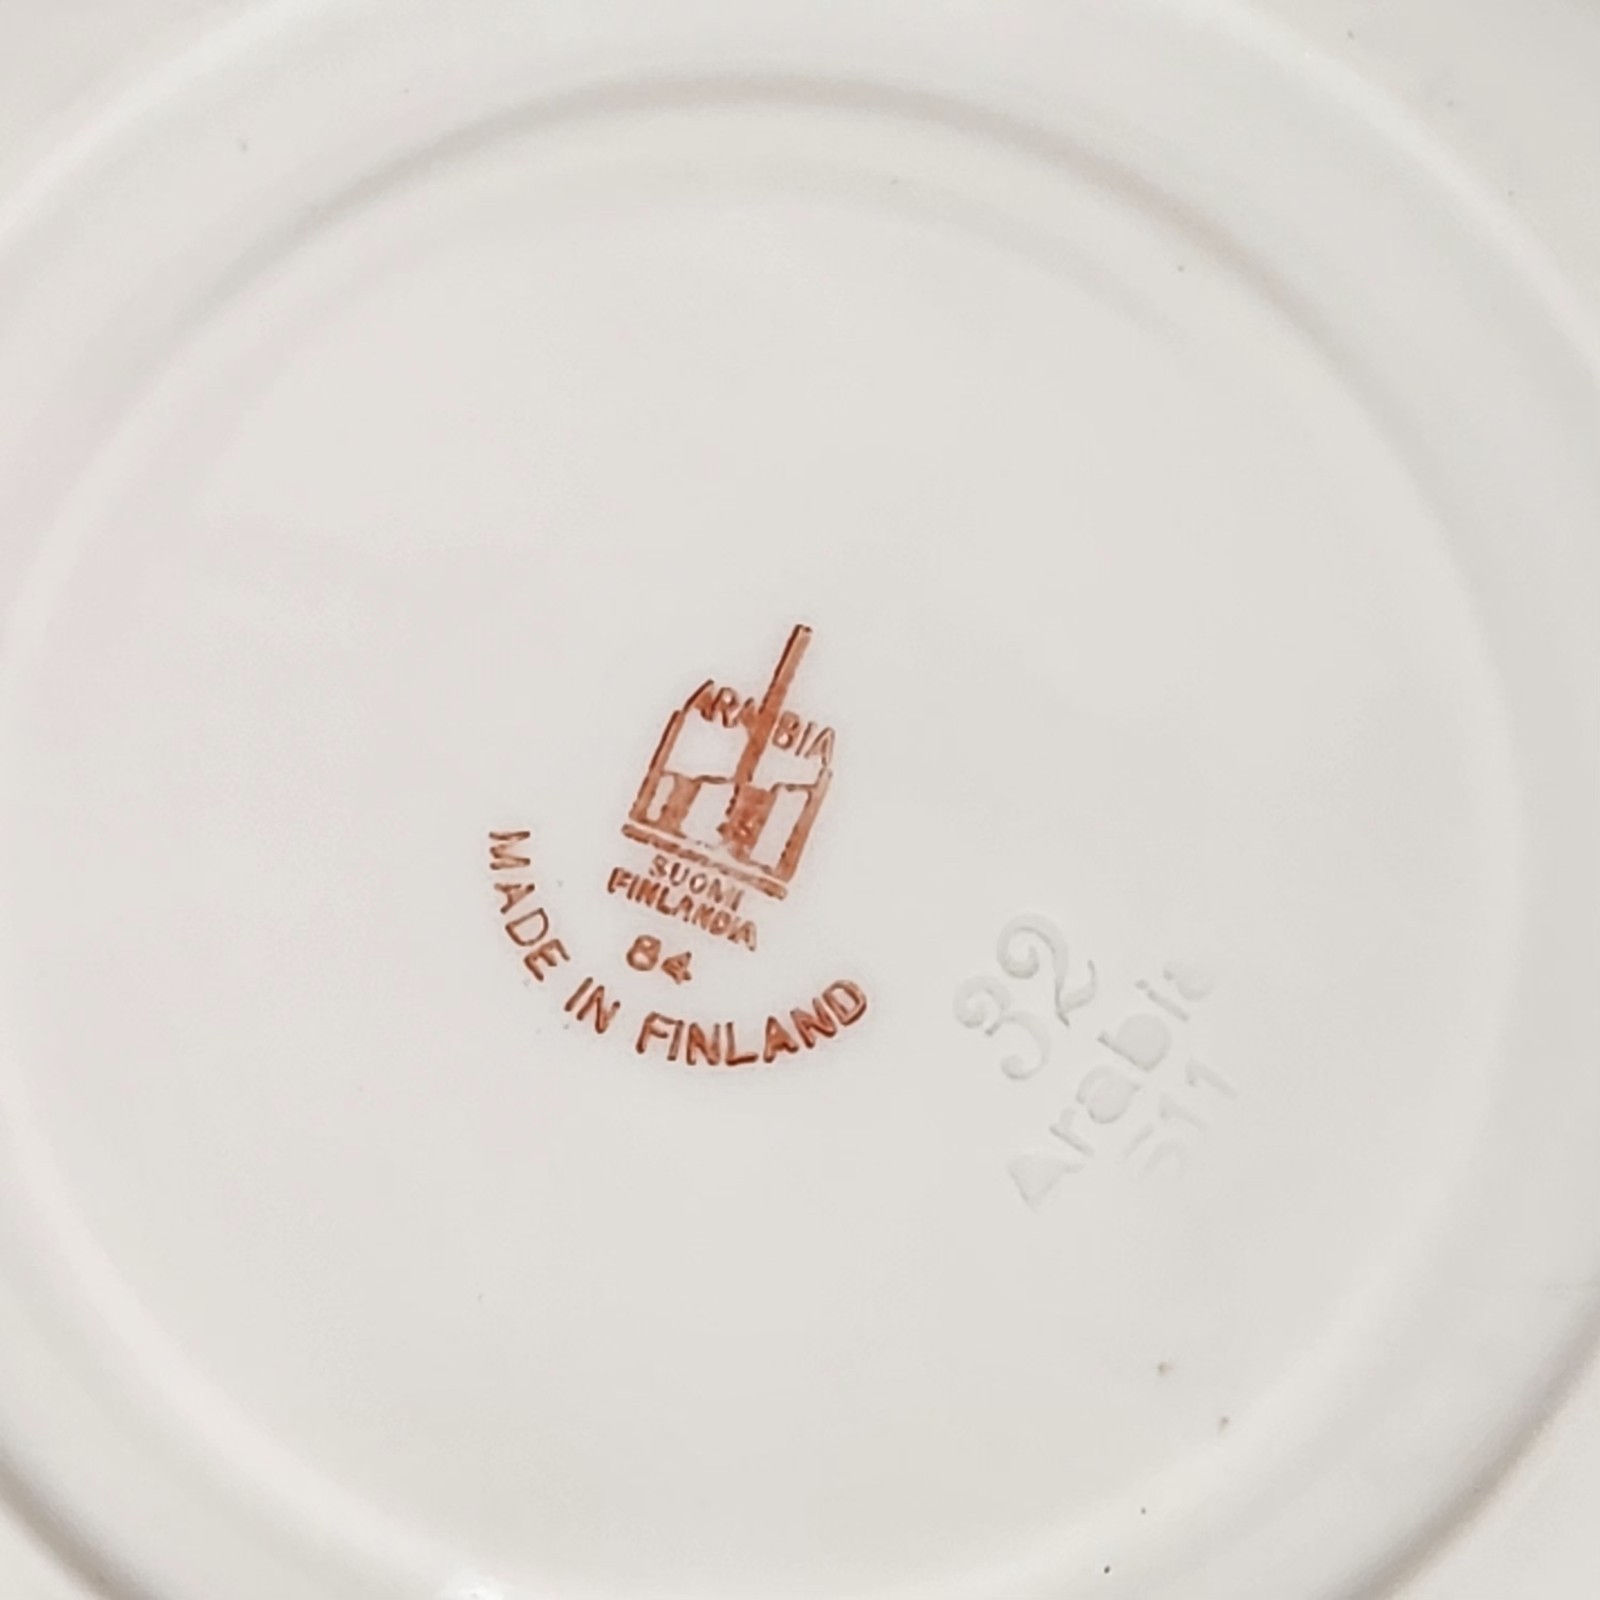 ARABIA
SUOMI
FINLANDIA
84
MADE IN FINLAND
32
Arabia